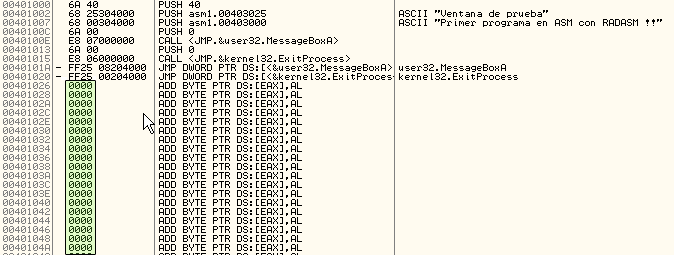 00401000 6A 40 PUSH 40
00401002 68 25304000 PUSH asm1.00403025 ASCII "Ventana de prueba"
00401007 68 00304000 PUSH asm1.00403000 ASCII "Primer programa en ASM con RADASM !!"
0040100C 6A 00 PUSH 0
0040100E E8 07000000 CALL <JMP.&user32.MessageBoxA>
00401013 6A 00 PUSH 0
00401015 E8 06000000 CALL <JMP.&kernel32.ExitProcess>
0040101A - FF25 08204000 JMP DWORD PTR DS:[<&user32.MessageBoxA>] user32.MessageBoxA
00401020 - FF25 00204000 JMP DWORD PTR DS:[<&kernel32.ExitProces kernel32.ExitProcess
00401026 0000 ADD BYTE PTR DS:[EAX],AL
00401028 0000 ADD BYTE PTR DS:[EAX],AL
0040102A 0000 ADD BYTE PTR DS:[EAX],AL
0040102C 0000 ADD BYTE PTR DS:[EAX],AL
0040102E 0000 ADD BYTE PTR DS:[EAX],AL
00401030 0000 ADD BYTE PTR DS:[EAX],AL
00401032 0000 ADD BYTE PTR DS:[EAX],AL
00401034 0000 ADD BYTE PTR DS:[EAX],AL
00401036 0000 ADD BYTE PTR DS:[EAX],AL
00401038 0000 ADD BYTE PTR DS:[EAX],AL
0040103A 0000 ADD BYTE PTR DS:[EAX],AL
0040103C 0000 ADD BYTE PTR DS:[EAX],AL
0040103E 0000 ADD BYTE PTR DS:[EAX],AL
00401040 0000 ADD BYTE PTR DS:[EAX],AL
00401042 0000 ADD BYTE PTR DS:[EAX],AL
00401044 0000 ADD BYTE PTR DS:[EAX],AL
00401046 0000 ADD BYTE PTR DS:[EAX],AL
00401048 0000 ADD BYTE PTR DS:[EAX],AL
0040104A 0000 ADD BYTE PTR DS:[EAX],AL